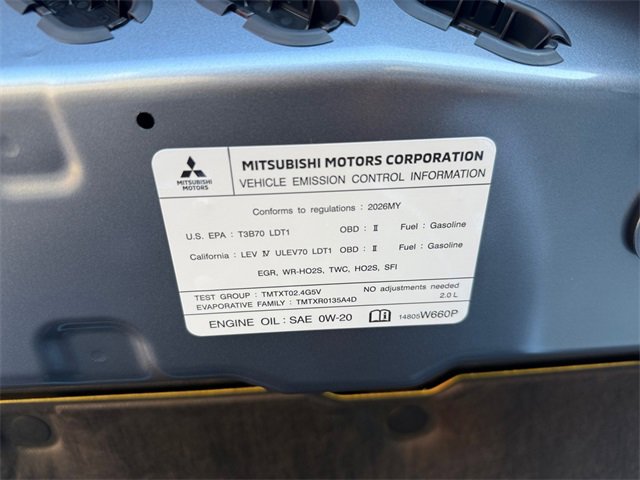 MITSUBISHI MOTORS
MITSUBISHI MOTORS CORPORATION
VEHICLE EMISSION CONTROL INFORMATION
Conforms to regulations : 2026MY
U.S. EPA : T3B70 LDT1 OBD : Ⅱ Fuel : Gasoline
California : LEV Ⅳ ULEV70 LDT1 OBD : Ⅱ Fuel : Gasoline
EGR, WR-HO2S, TWC, HO2S, SFI
TEST GROUP : TMTXT02.4G5V NO adjustments needed
EVAPORATIVE FAMILY : TMTXR0135A4D 2.0 L
ENGINE OIL : SAE 0W-20 14805W660P